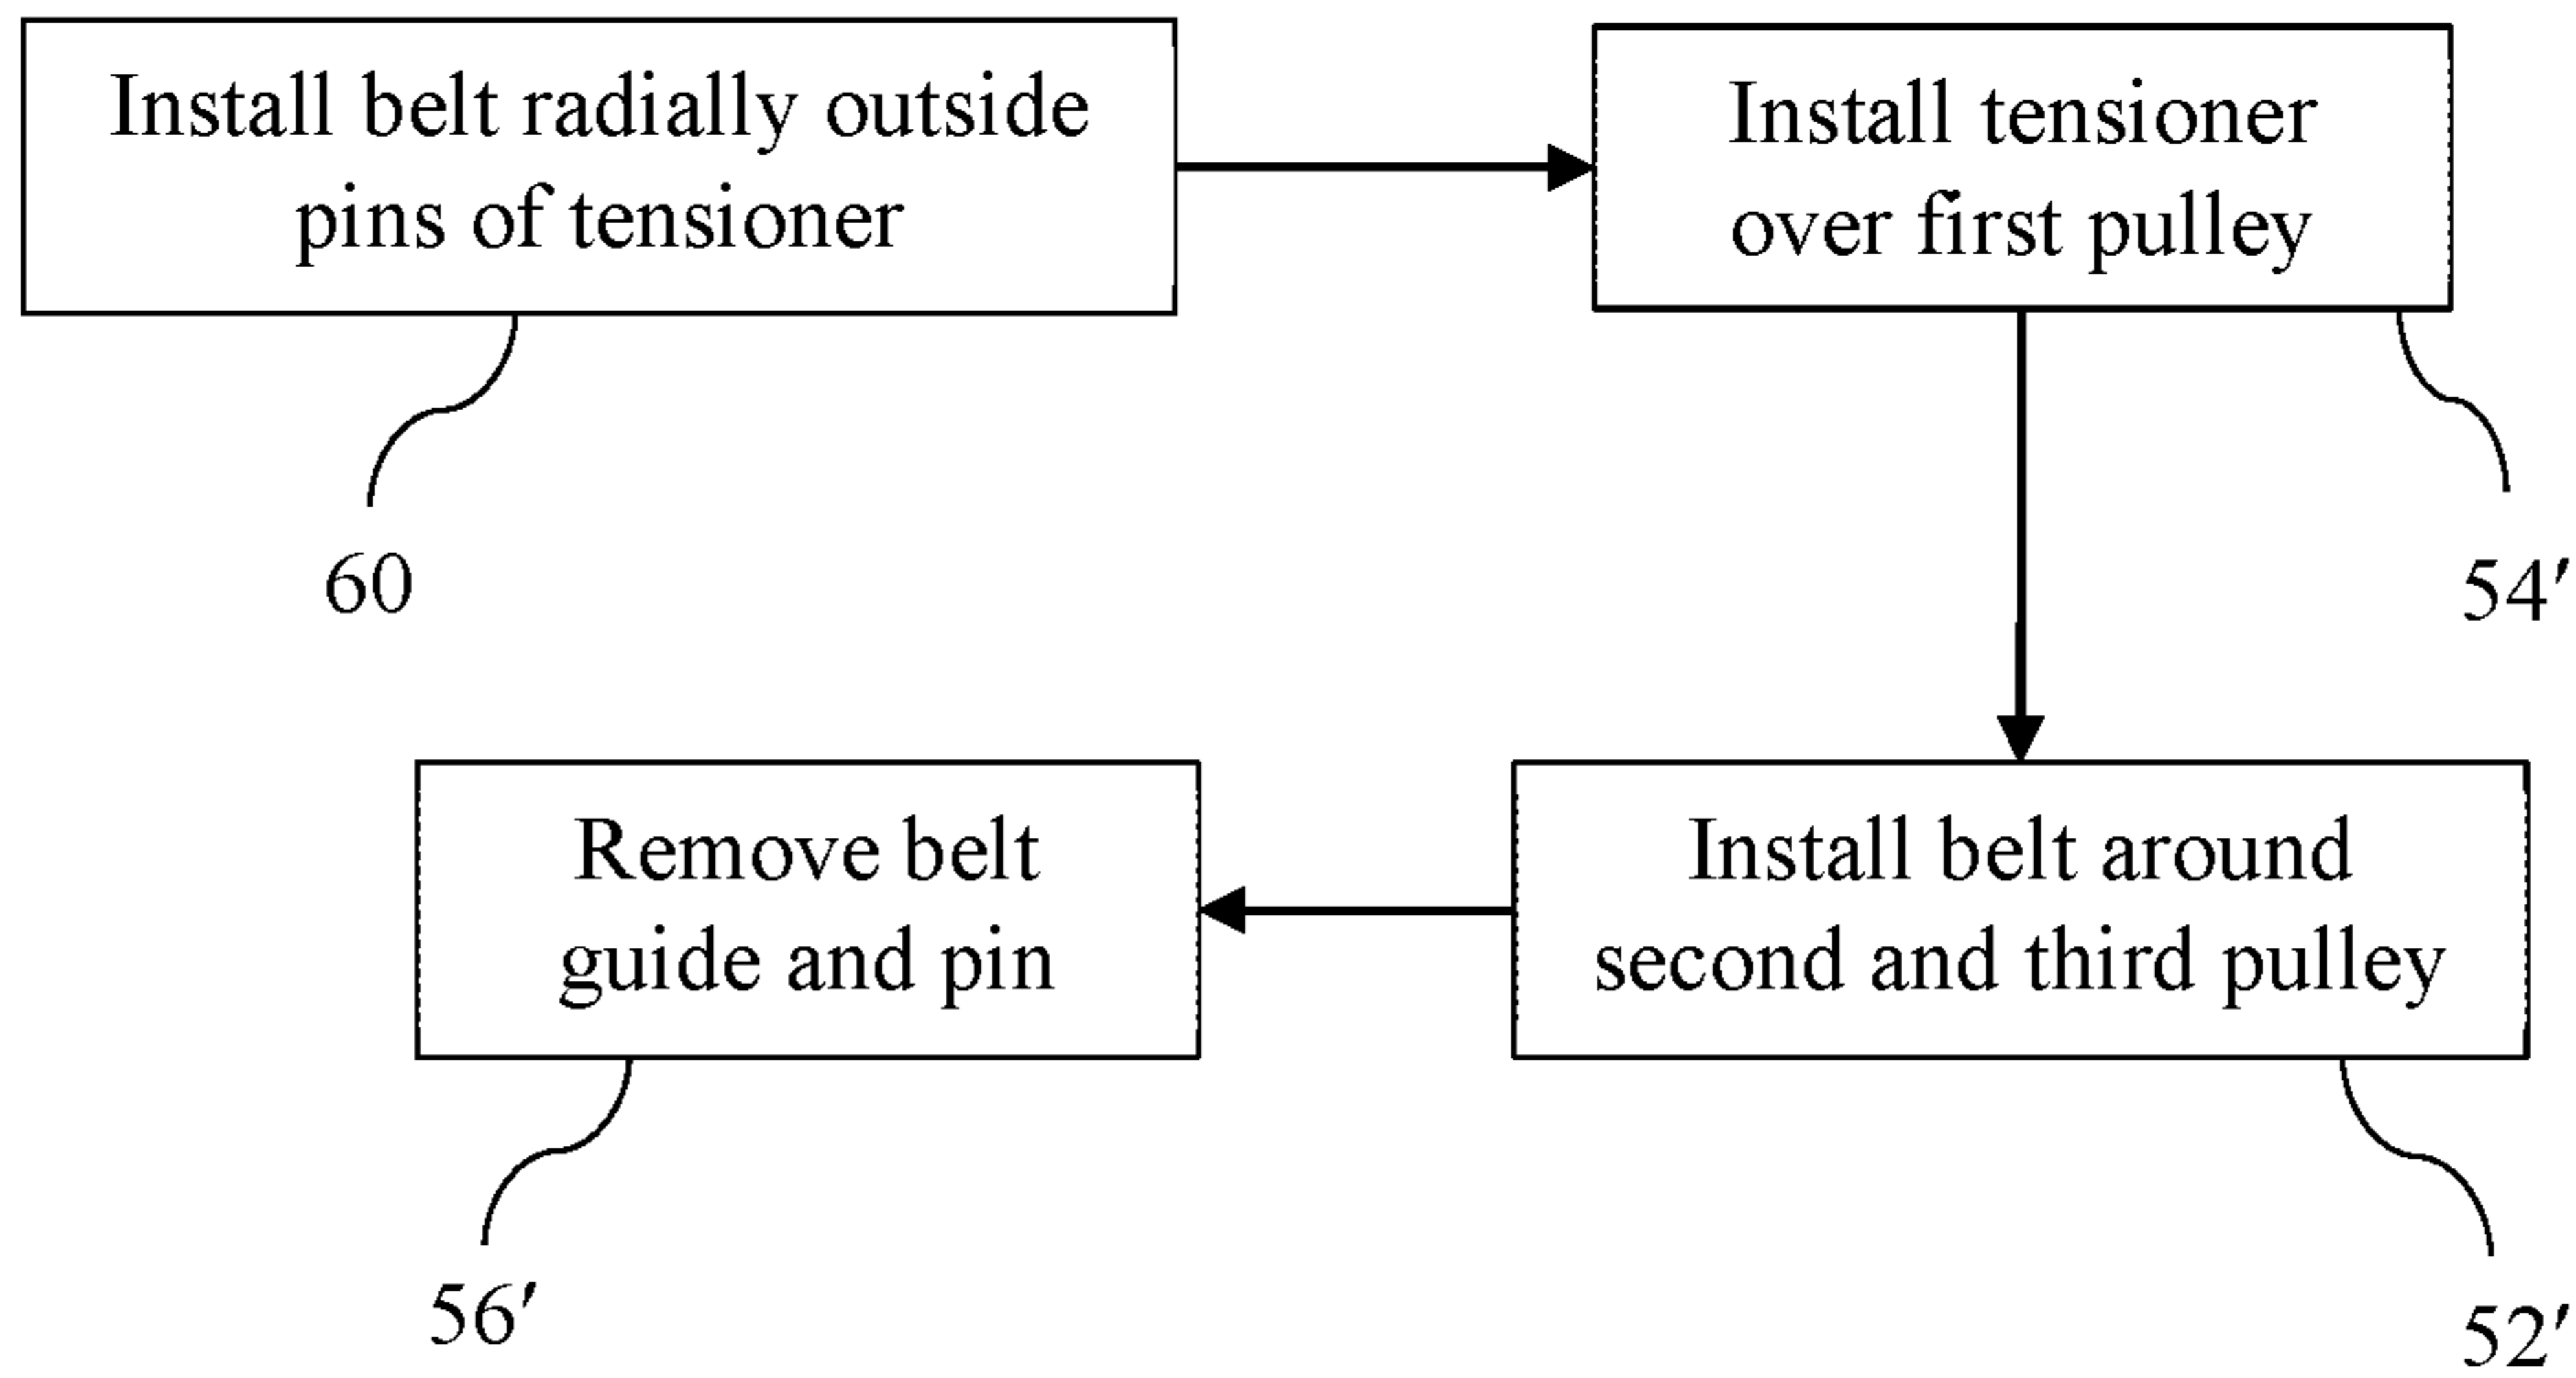 Install belt radially outside
pins of tensioner
Install tensioner
over first pulley
60
54′
Remove belt
guide and pin
Install belt around
second and third pulley
56′
52′